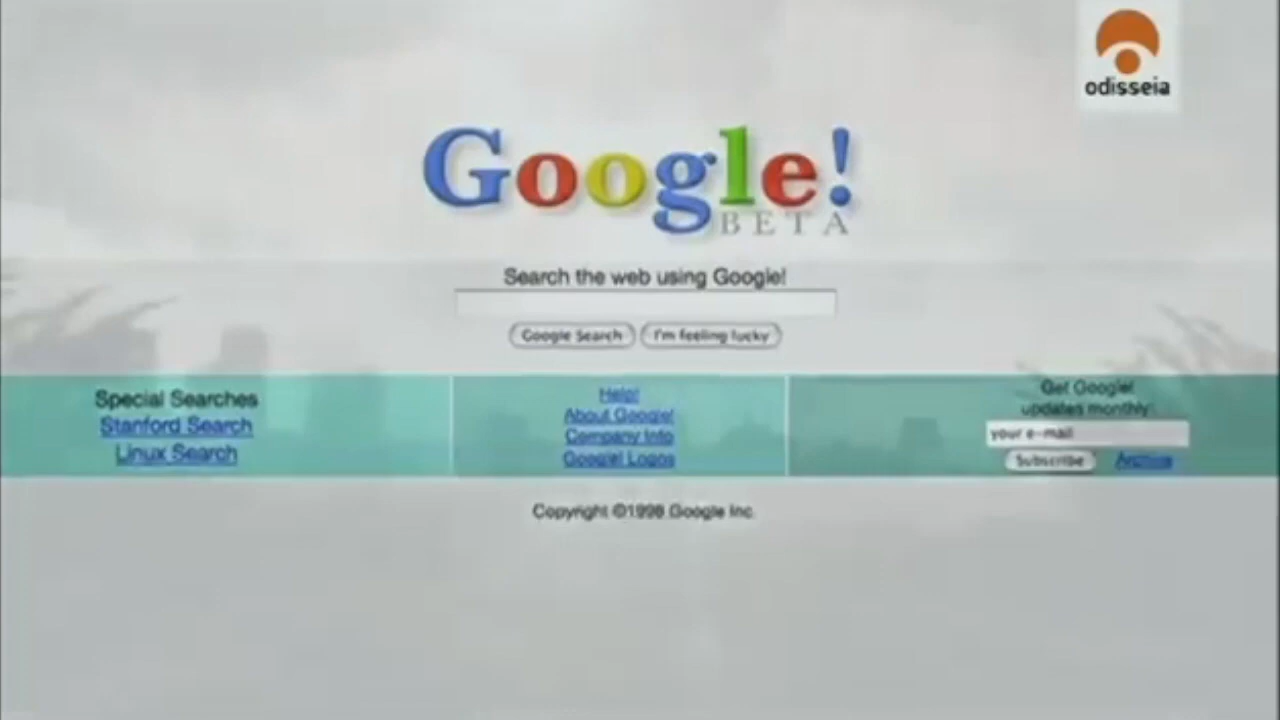 odisseia
Google!
BETA
Search the web using Google!
Google Search I'm feeling lucky
Special Searches
Stanford Search
Linux Search
Help!
About Google!
Company Info
Google! Logos
Get Google!
updates monthly!
your e-mail
Subscribe Archive
Copyright ©1998 Google Inc.